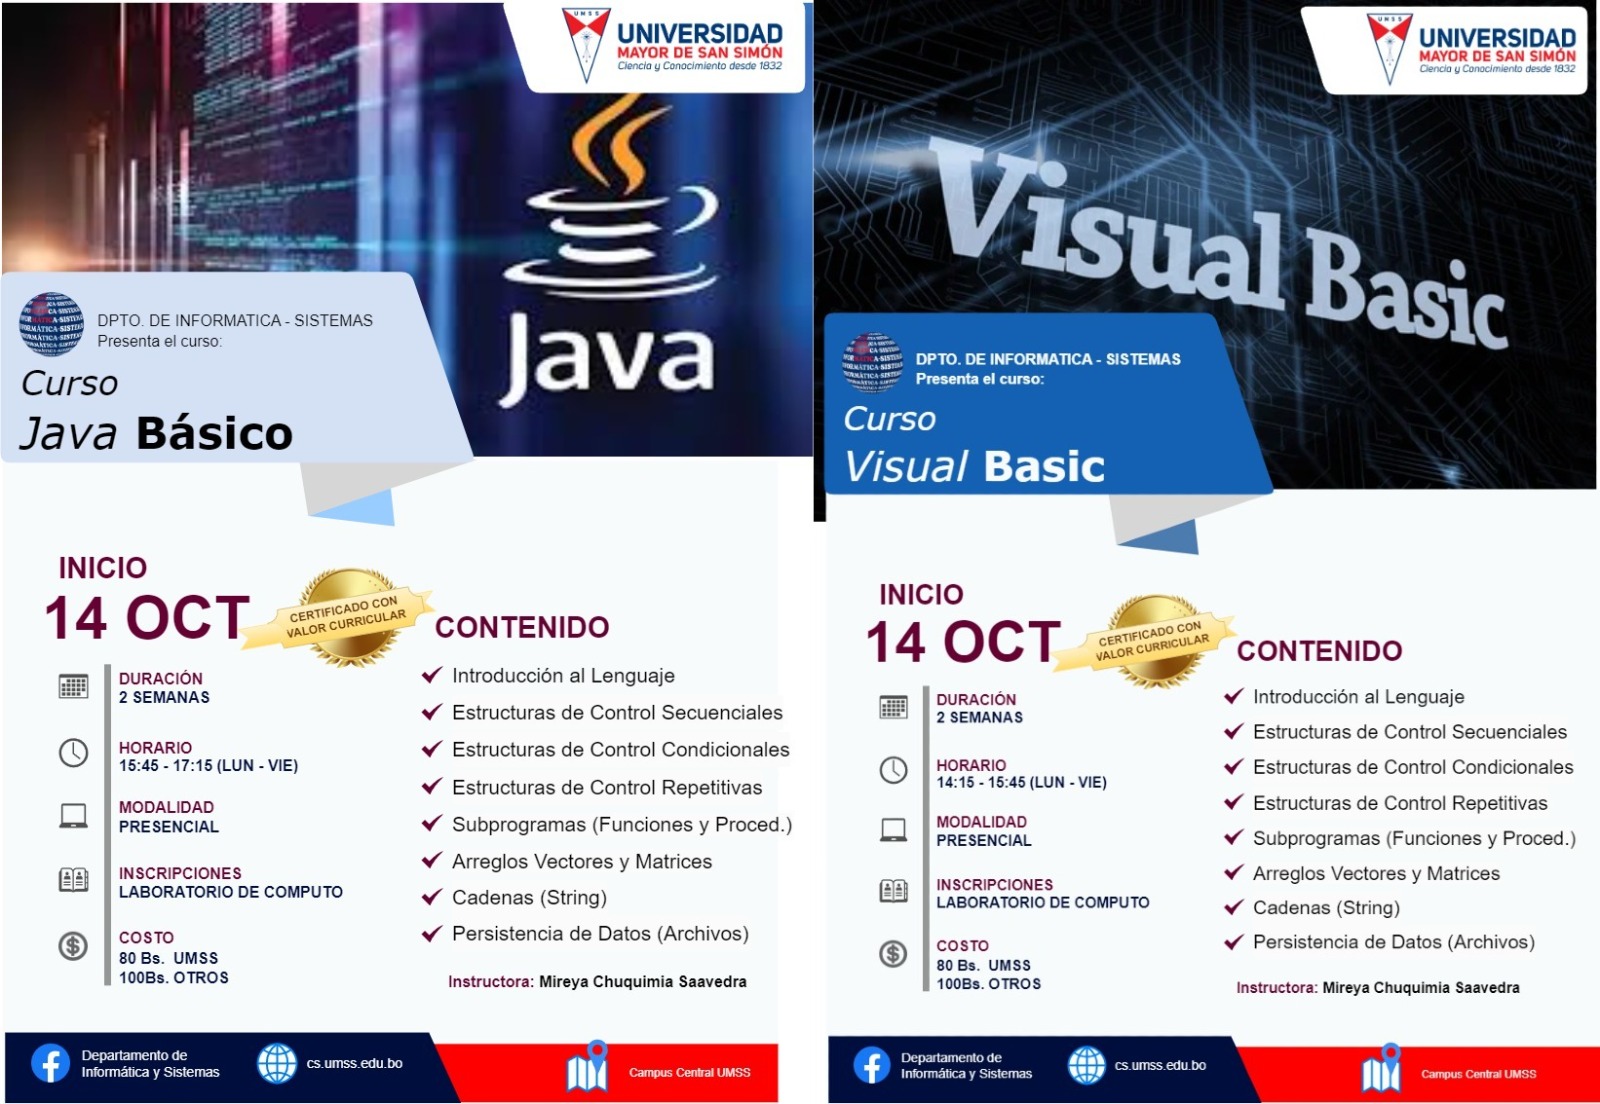 UMSS
UNIVERSIDAD
MAYOR DE SAN SIMÓN
Ciencia y Conocimiento desde 1832
Java
DPTO. DE INFORMATICA - SISTEMAS
Presenta el curso:
Curso
Java Básico
INICIO
14 OCT
CERTIFICADO CON
VALOR CURRICULAR
DURACIÓN
2 SEMANAS
HORARIO
15:45 - 17:15 (LUN - VIE)
MODALIDAD
PRESENCIAL
INSCRIPCIONES
LABORATORIO DE COMPUTO
COSTO
80 Bs. UMSS
100Bs. OTROS
CONTENIDO
Introducción al Lenguaje
Estructuras de Control Secuenciales
Estructuras de Control Condicionales
Estructuras de Control Repetitivas
Subprogramas (Funciones y Proced.)
Arreglos Vectores y Matrices
Cadenas (String)
Persistencia de Datos (Archivos)
Instructora: Mireya Chuquimia Saavedra
Departamento de
Informática y Sistemas
cs.umss.edu.bo
Campus Central UMSS
UMSS
UNIVERSIDAD
MAYOR DE SAN SIMÓN
Ciencia y Conocimiento desde 1832
Visual Basic
DPTO. DE INFORMATICA - SISTEMAS
Presenta el curso:
Curso
Visual Basic
INICIO
14 OCT
CERTIFICADO CON
VALOR CURRICULAR
DURACIÓN
2 SEMANAS
HORARIO
14:15 - 15:45 (LUN - VIE)
MODALIDAD
PRESENCIAL
INSCRIPCIONES
LABORATORIO DE COMPUTO
COSTO
80 Bs. UMSS
100Bs. OTROS
CONTENIDO
Introducción al Lenguaje
Estructuras de Control Secuenciales
Estructuras de Control Condicionales
Estructuras de Control Repetitivas
Subprogramas (Funciones y Proced.)
Arreglos Vectores y Matrices
Cadenas (String)
Persistencia de Datos (Archivos)
Instructora: Mireya Chuquimia Saavedra
Departamento de
Informática y Sistemas
cs.umss.edu.bo
Campus Central UMSS